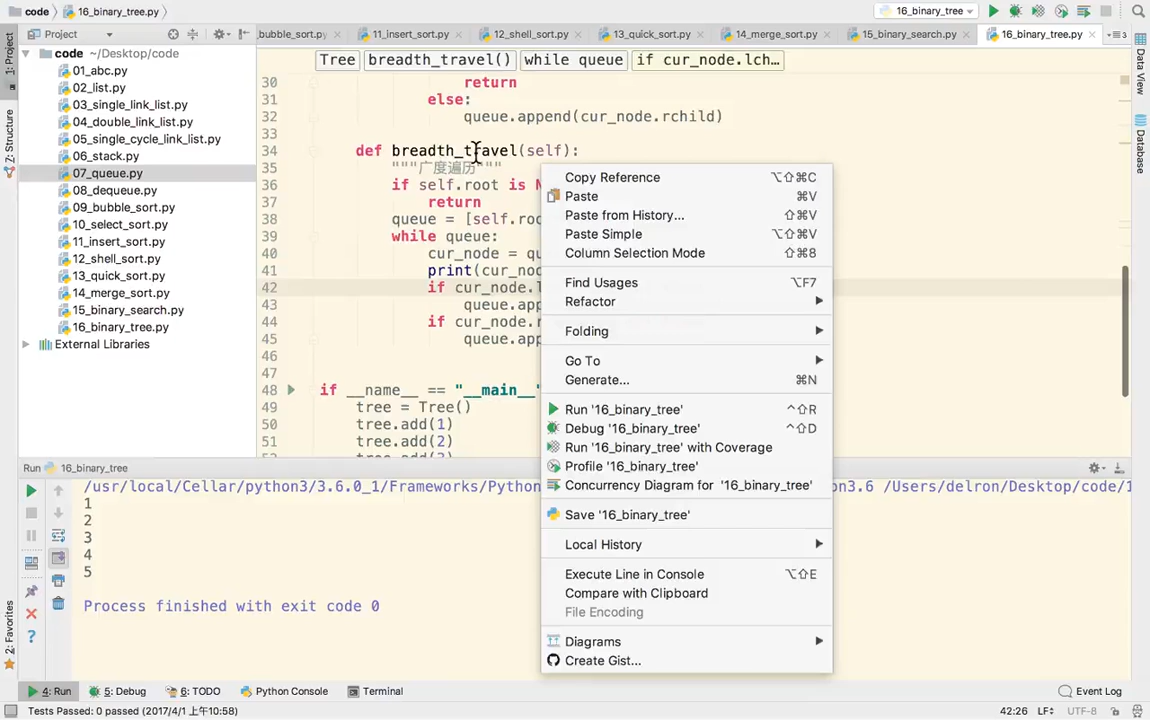 code 16_binary_tree.py 16_binary_tree
Project _bubble_sort.py 11_insert_sort.py 12_shell_sort.py 13_quick_sort.py 14_merge_sort.py 15_binary_search.py 16_binary_tree.py ≡3
1: Project
Z: Structure
2: Favorites
Data View
Database
code ~/Desktop/code
01_abc.py
02_list.py
03_single_link_list.py
04_double_link_list.py
05_single_cycle_link_list.py
06_stack.py
07_queue.py
08_dequeue.py
09_bubble_sort.py
10_select_sort.py
11_insert_sort.py
12_shell_sort.py
13_quick_sort.py
14_merge_sort.py
15_binary_search.py
16_binary_tree.py
External Libraries
Tree breadth_travel() while queue if cur_node.lch...
30 return
31 else:
32 queue.append(cur_node.rchild)
33
34 def breadth_travel(self):
35 """广度遍历"""
36 if self.root is N
37 return
38 queue = [self.roo
39 while queue:
40 cur_node = qu
41 print(cur_no
42 if cur_node.l
43 queue.app
44 if cur_node.r
45 queue.app
46
47
48 if __name__ == "__main__"
49 tree = Tree()
50 tree.add(1)
51 tree.add(2)
Copy Reference ⌥⇧⌘C
Paste ⌘V
Paste from History... ⇧⌘V
Paste Simple ⌥⇧⌘V
Column Selection Mode ⇧⌘8
Find Usages ⌥F7
Refactor
Folding
Go To
Generate... ⌘N
Run '16_binary_tree' ^⇧R
Debug '16_binary_tree' ^⇧D
Run '16_binary_tree' with Coverage
Profile '16_binary_tree'
Concurrency Diagram for '16_binary_tree'
Save '16_binary_tree'
Local History
Execute Line in Console ⌥⇧E
Compare with Clipboard
File Encoding
Diagrams
Create Gist...
Run 16_binary_tree
/usr/local/Cellar/python3/3.6.0_1/Frameworks/Python on3.6 /Users/delron/Desktop/code/1
1
2
3
4
5
Process finished with exit code 0
4: Run 5: Debug 6: TODO Python Console Terminal Event Log
Tests Passed: 0 passed (2017/4/1 上午10:58) 42:26 LF UTF-8